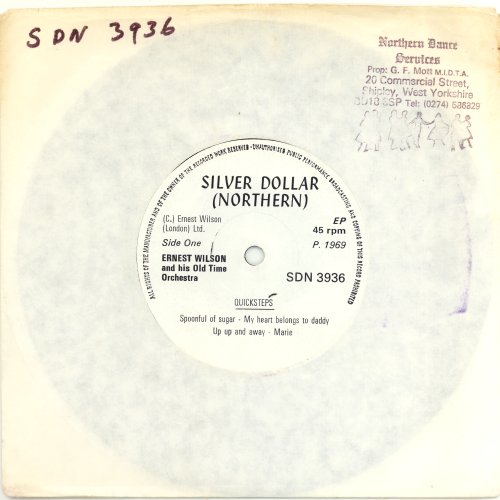 SDN 3936
Northern Dance
Services
Prop: G. F. Mott M.I.D.T.A.
20 Commercial Street,
Shipley, West Yorkshire
BD18 3SP Tel: (0274) 586829
ALL RIGHTS OF THE MANUFACTURER AND OF THE OWNER OF THE RECORDED WORK RESERVED · UNAUTHORISED PUBLIC PERFORMANCE BROADCASTING AND COPYING OF THIS RECORD PROHIBITED
SILVER DOLLAR
(NORTHERN)
(C.) Ernest Wilson
(London) Ltd.
EP
45 rpm
Side One
P. 1969
ERNEST WILSON
and his Old Time
Orchestra
SDN 3936
QUICKSTEPS
Spoonful of sugar - My heart belongs to daddy
Up up and away - Marie